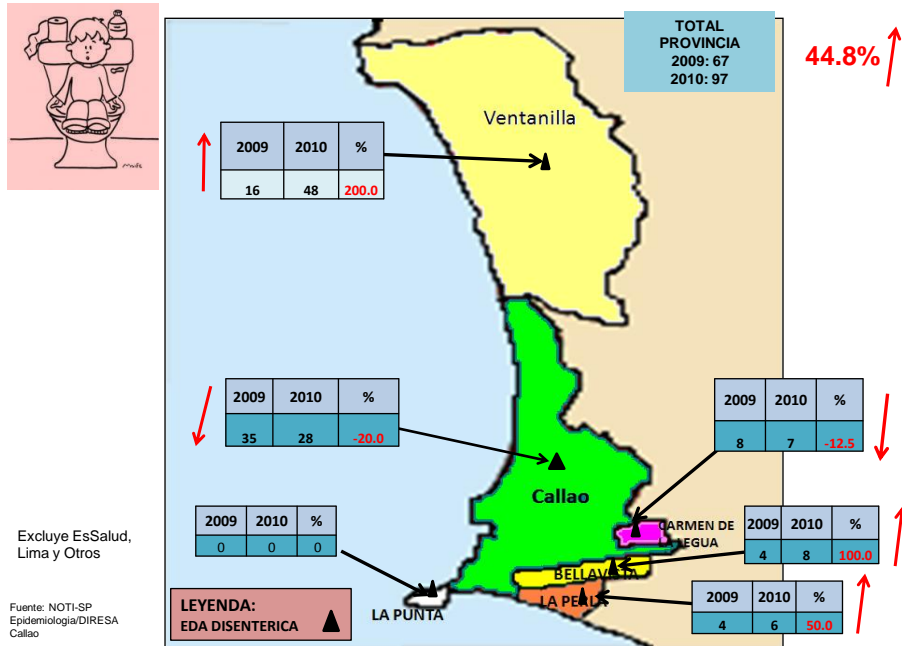 TOTAL
PROVINCIA
2009: 67
2010: 97
44.8%
Ventanilla
2009 2010 %
16 48 200.0
2009 2010 %
35 28 -20.0
2009 2010 %
8 7 -12.5
Callao
2009 2010 %
0 0 0
CARMEN DE
LA LEGUA
2009 2010 %
4 8 100.0
BELLAVISTA
LA PERLA
2009 2010 %
4 6 50.0
LA PUNTA
Excluye EsSalud,
Lima y Otros
LEYENDA:
EDA DISENTERICA
Fuente: NOTI-SP
Epidemiologia/DIRESA
Callao